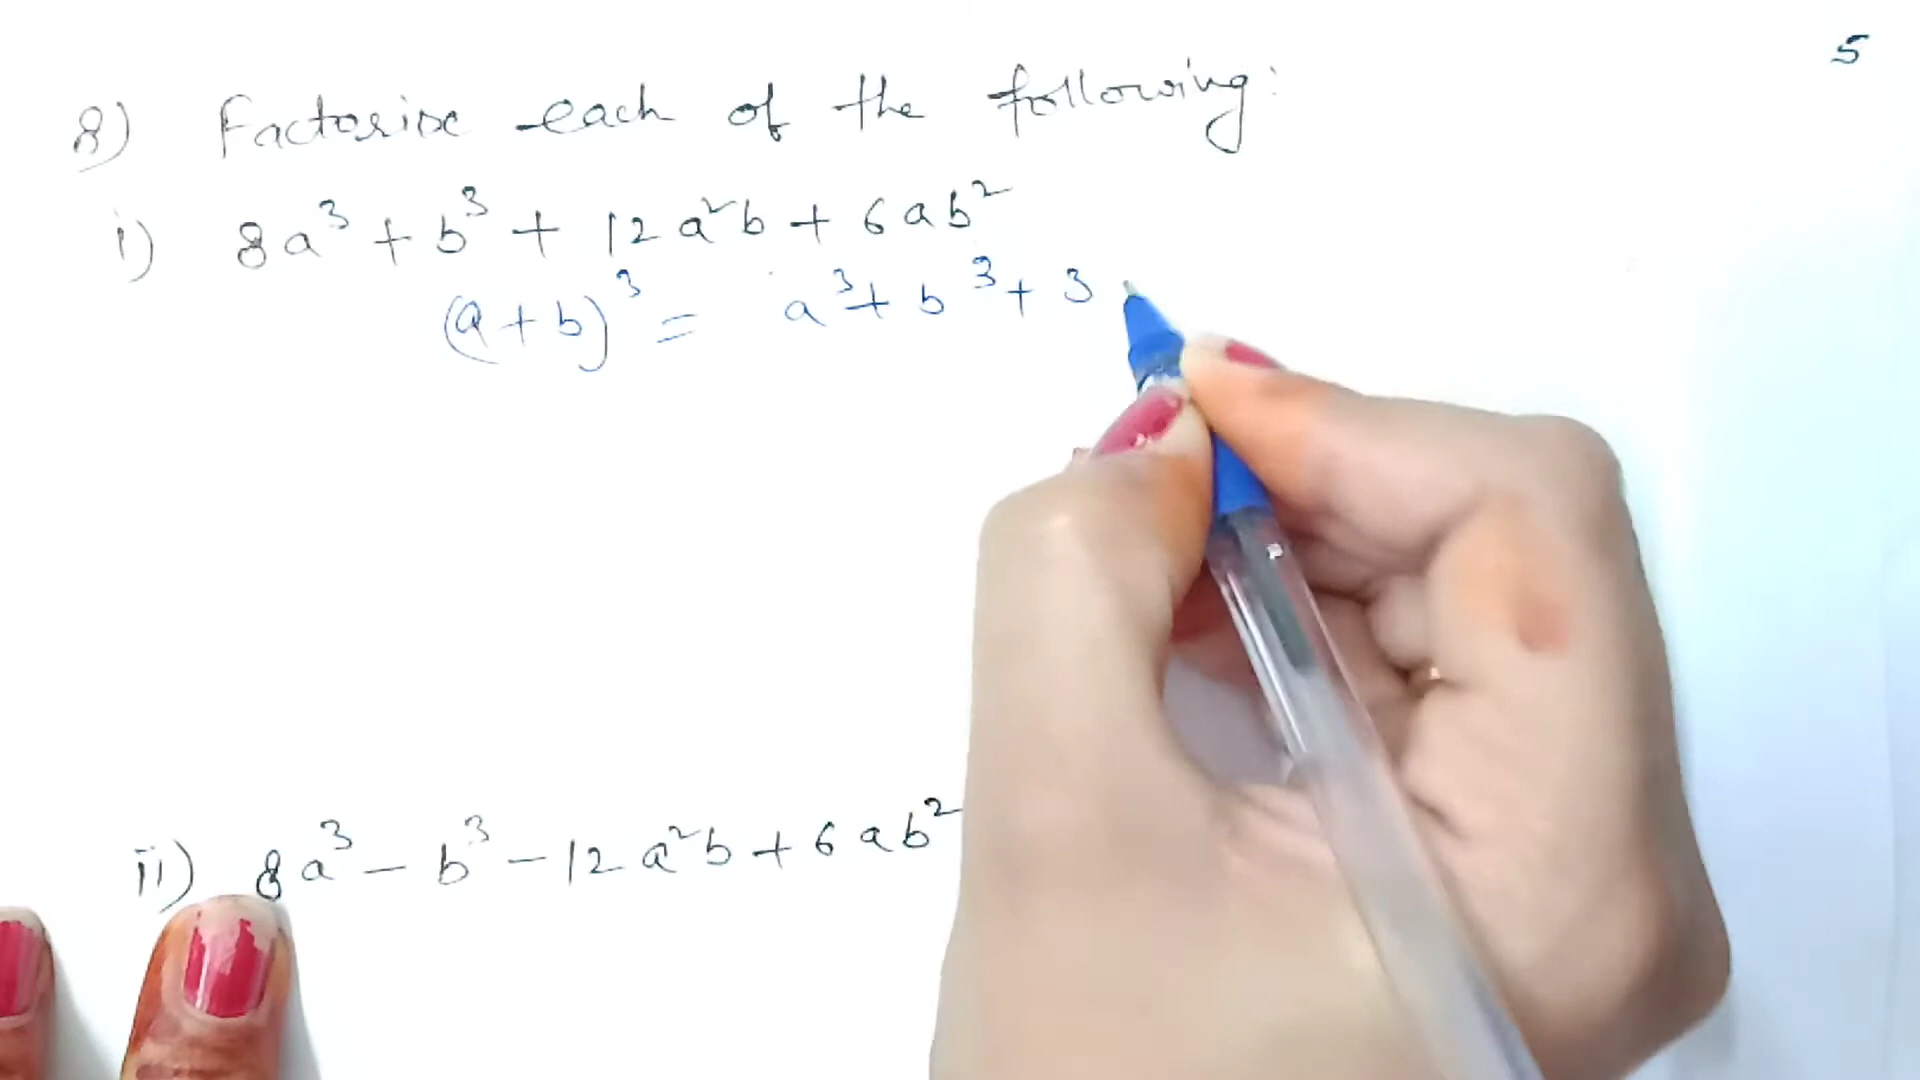 5
8) Factorise each of the following:
i) 8a³ + b³ + 12a²b + 6ab²
(a+b)³ = a³ + b³ + 3
ii) 8a³ - b³ - 12a²b + 6ab²